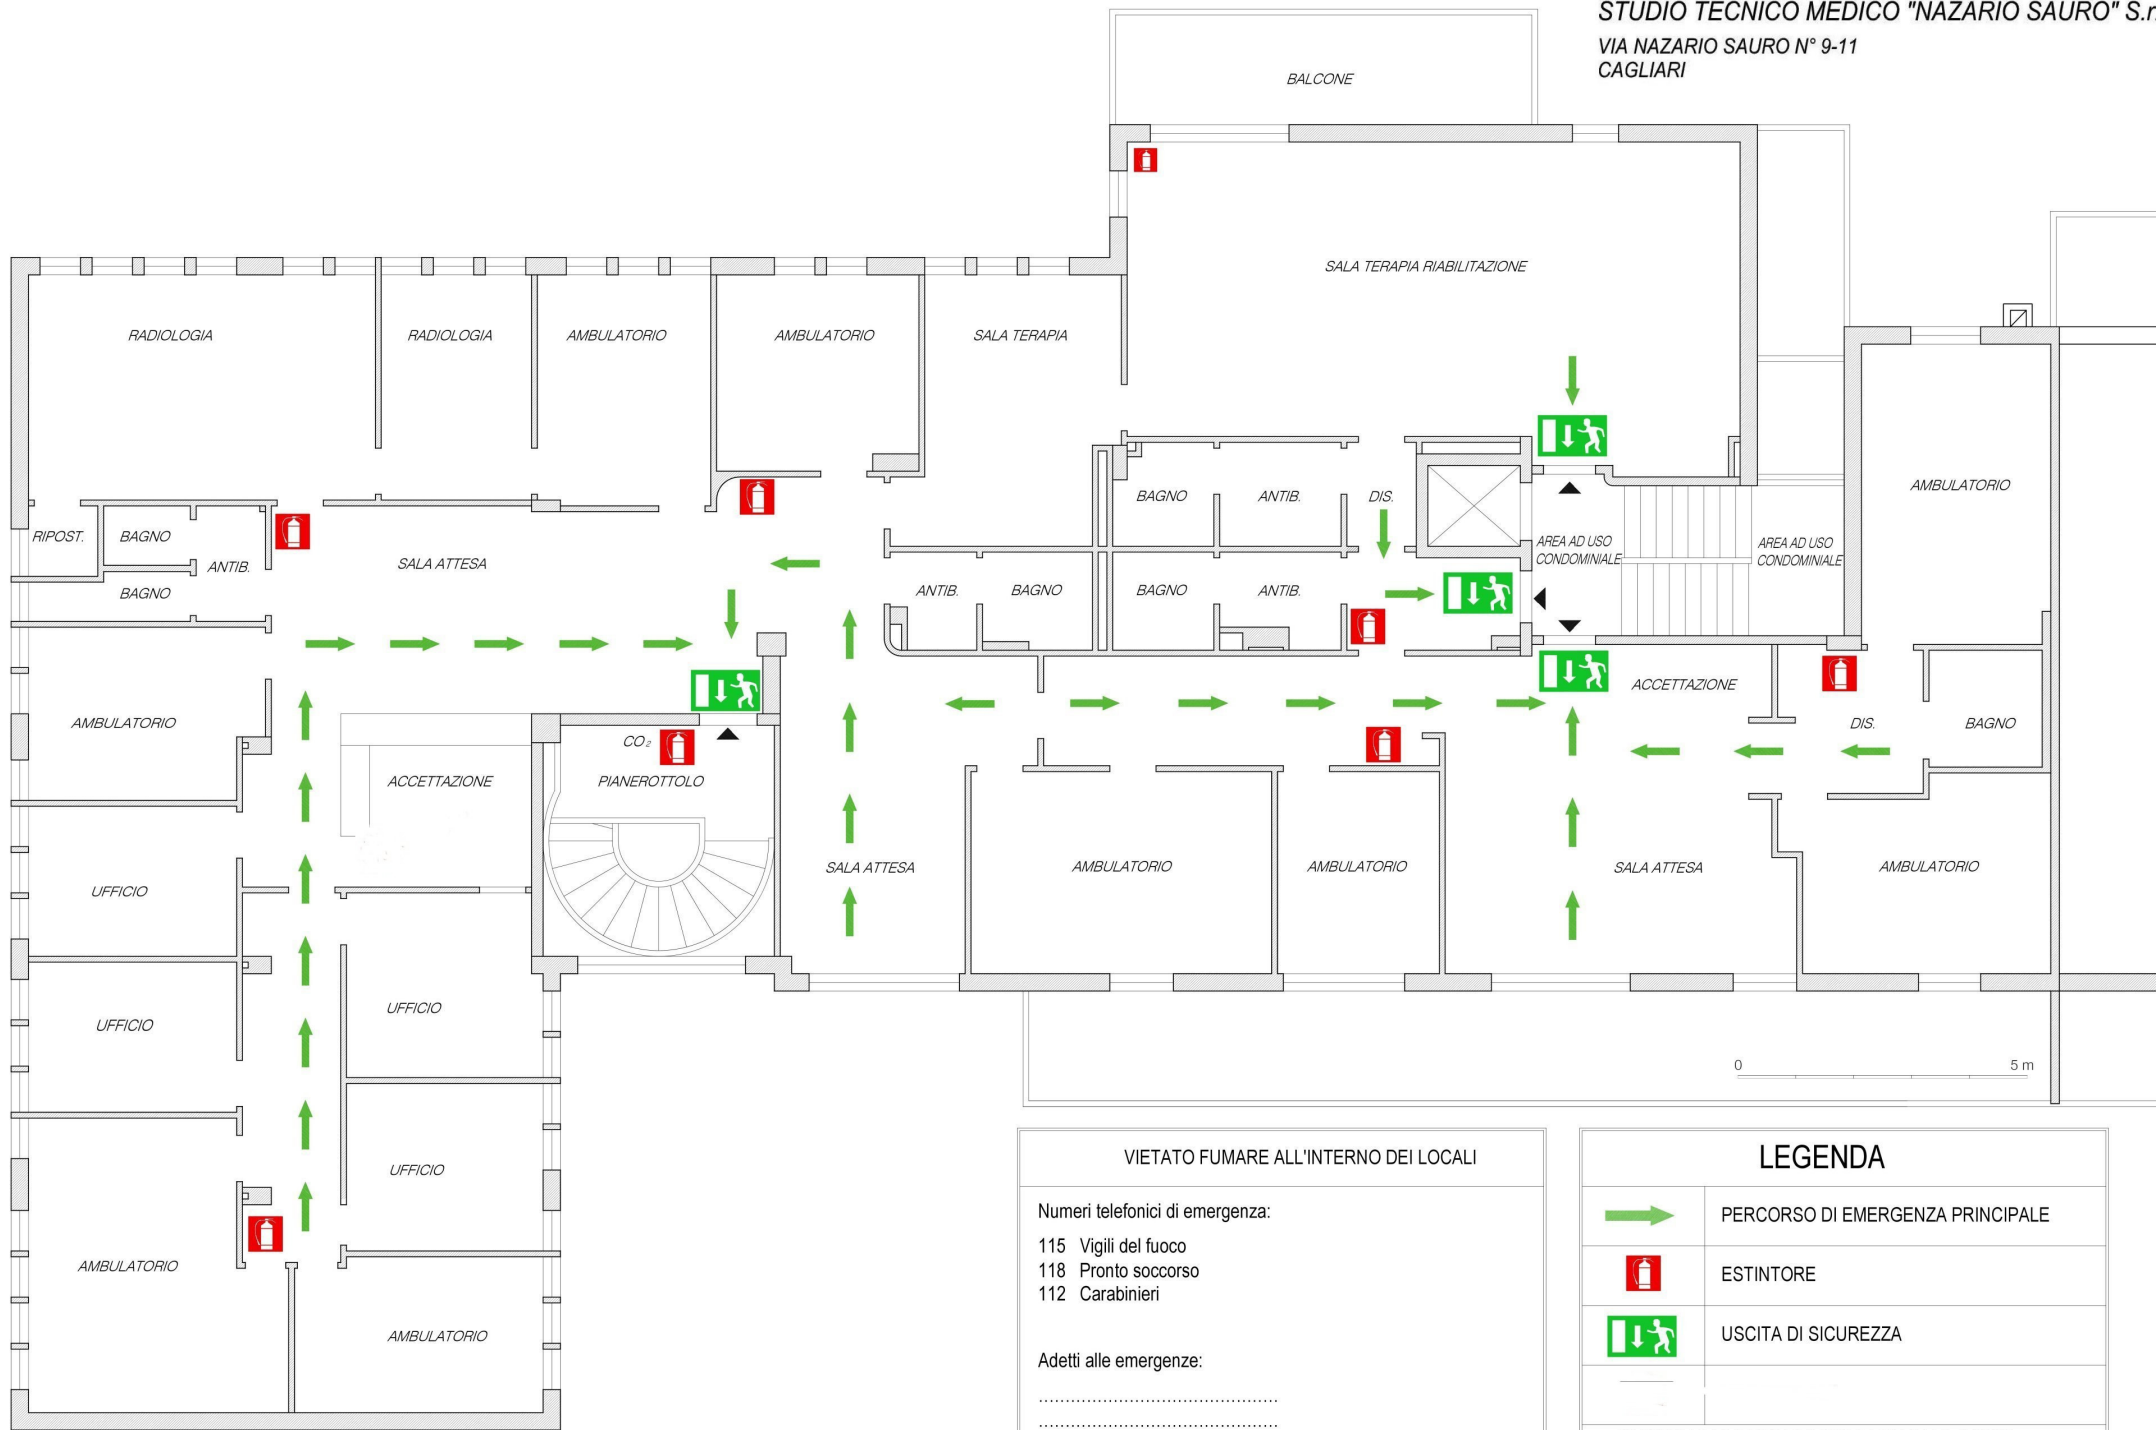 STUDIO TECNICO MEDICO "NAZARIO SAURO" S.r
VIA NAZARIO SAURO N° 9-11
CAGLIARI
BALCONE
SALA TERAPIA RIABILITAZIONE
RADIOLOGIA
RADIOLOGIA
AMBULATORIO
AMBULATORIO
SALA TERAPIA
AMBULATORIO
BAGNO
ANTIB.
DIS.
RIPOST.
BAGNO
ANTIB.
BAGNO
SALA ATTESA
AREA AD USO
CONDOMINIALE
AREA AD USO
CONDOMINIALE
ANTIB.
BAGNO
BAGNO
ANTIB.
ACCETTAZIONE
AMBULATORIO
DIS.
BAGNO
CO2
PIANEROTTOLO
ACCETTAZIONE
UFFICIO
SALA ATTESA
AMBULATORIO
AMBULATORIO
SALA ATTESA
AMBULATORIO
UFFICIO
UFFICIO
0
5 m
UFFICIO
AMBULATORIO
AMBULATORIO
VIETATO FUMARE ALL'INTERNO DEI LOCALI
Numeri telefonici di emergenza:
115 Vigili del fuoco
118 Pronto soccorso
112 Carabinieri
Adetti alle emergenze:
............................................
............................................
LEGENDA
PERCORSO DI EMERGENZA PRINCIPALE
ESTINTORE
USCITA DI SICUREZZA